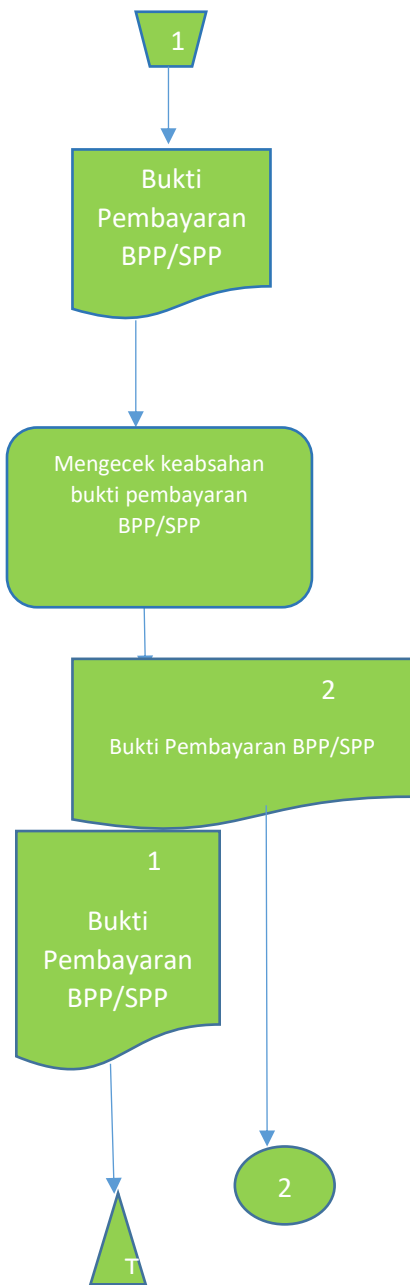 1
Bukti
Pembayaran
BPP/SPP
Mengecek keabsahan
bukti pembayaran
BPP/SPP
2
Bukti Pembayaran BPP/SPP
1
Bukti
Pembayaran
BPP/SPP
2
T